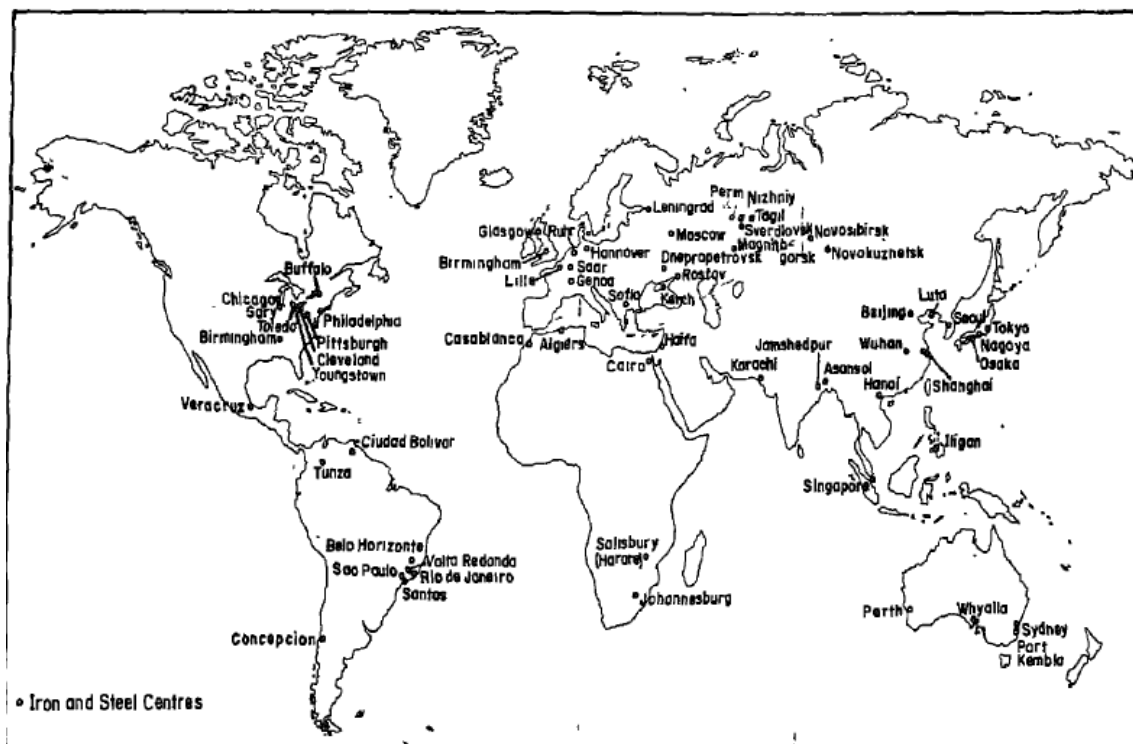 Perm
Nizhniy
Tagil
Leningrad
Sverdlovsk
Novosibirsk
Glasgow
Ruhr
Moscow
Magnito-
gorsk
Novokuznetsk
Hannover
Birmingham
Dnepropetrovsk
Lille
Saar
Rostov
Genoa
Kerch
Sofia
Buffalo
Chicago
Sary
Toledo
Philadelphia
Birmingham
Pittsburgh
Cleveland
Youngstown
Casablanca
Algiers
Haifa
Cairo
Jamshedpur
Karachi
Asansol
Beijing
Luta
Seoul
Tokyo
Wuhan
Nagoya
Osaka
Hanoi
Shanghai
Veracruz
Ciudad Bolivar
Tunza
Iligan
Singapore
Belo Horizonte
Volta Redonda
Sao Paulo
Rio de Janeiro
Santos
Salisbury
(Harare)
Johannesburg
Perth
Whyalla
Sydney
Part
Kembla
Concepcion
Iron and Steel Centres